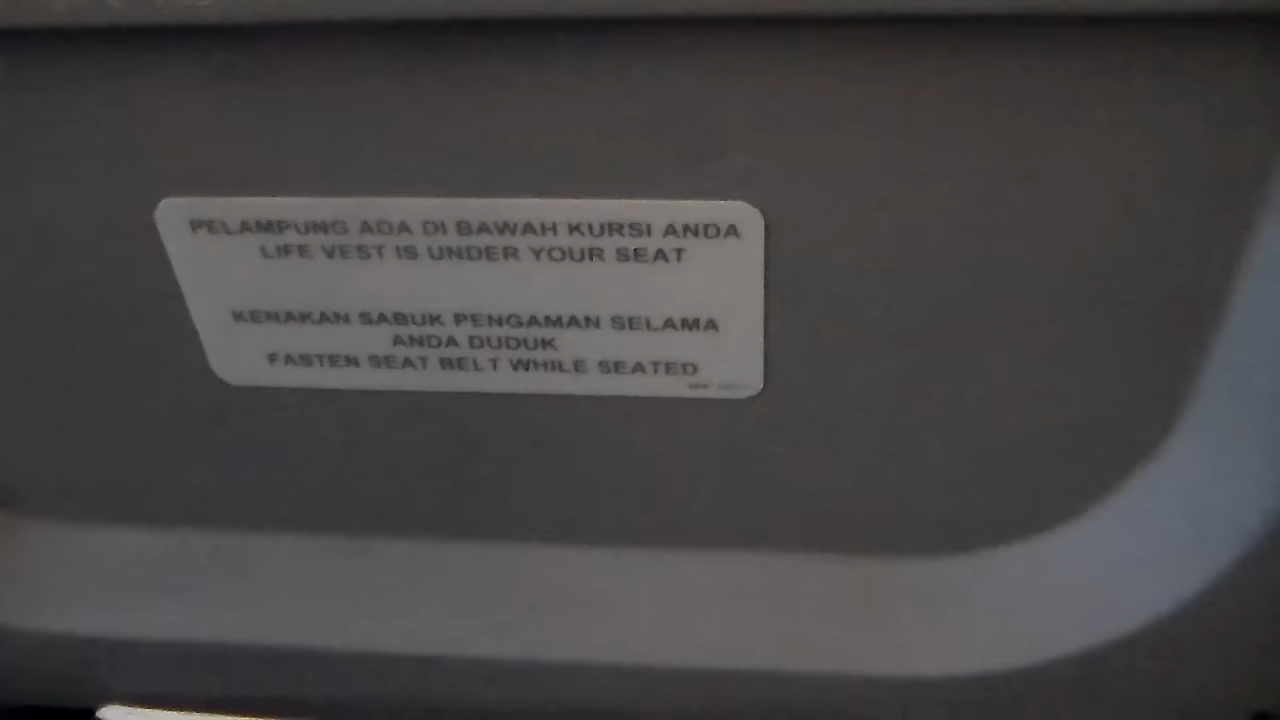 PELAMPUNG ADA DI BAWAH KURSI ANDA
LIFE VEST IS UNDER YOUR SEAT
KENAKAN SABUK PENGAMAN SELAMA
ANDA DUDUK
FASTEN SEAT BELT WHILE SEATED